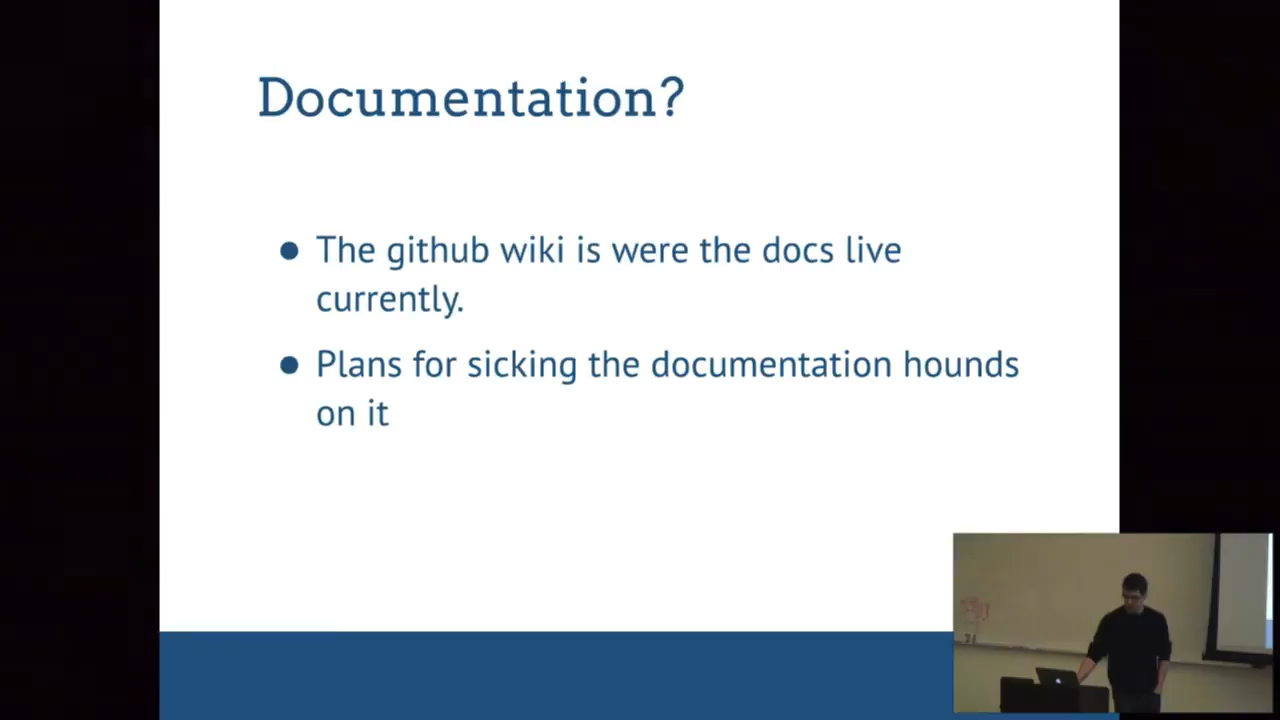 Documentation?
The github wiki is were the docs live
currently.
Plans for sicking the documentation hounds
on it